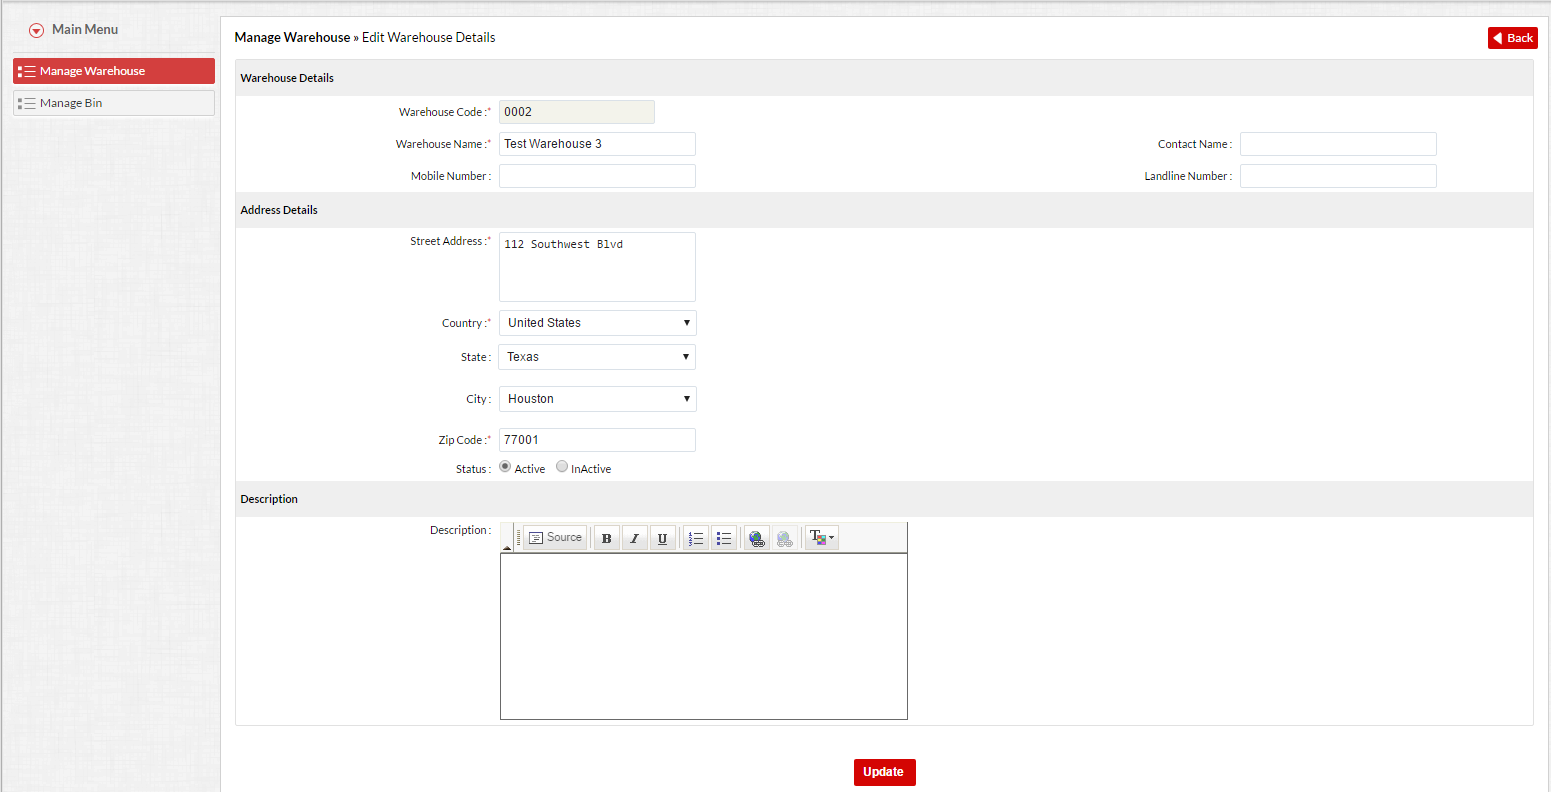 Main Menu
Manage Warehouse
Manage Bin
Manage Warehouse » Edit Warehouse Details
Back
Warehouse Details
Warehouse Code :* 0002
Warehouse Name :* Test Warehouse 3 Contact Name :
Mobile Number : Landline Number :
Address Details
Street Address :* 112 Southwest Blvd
Country :* United States
State : Texas
City : Houston
Zip Code :* 77001
Status : Active InActive
Description
Description : Source B I U T
Update